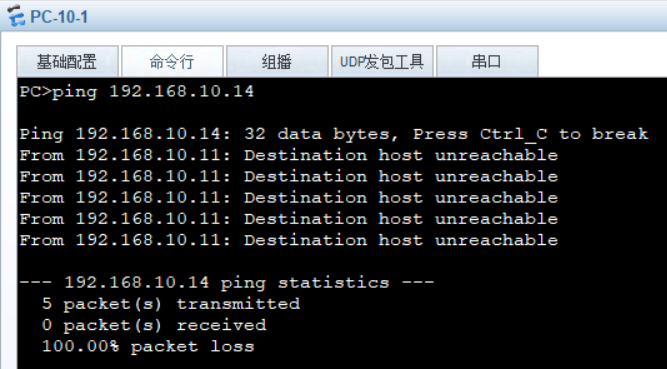 PC-10-1
基础配置 命令行 组播 UDP发包工具 串口
PC>ping 192.168.10.14
Ping 192.168.10.14: 32 data bytes, Press Ctrl_C to break
From 192.168.10.11: Destination host unreachable
From 192.168.10.11: Destination host unreachable
From 192.168.10.11: Destination host unreachable
From 192.168.10.11: Destination host unreachable
From 192.168.10.11: Destination host unreachable
--- 192.168.10.14 ping statistics ---
5 packet(s) transmitted
0 packet(s) received
100.00% packet loss